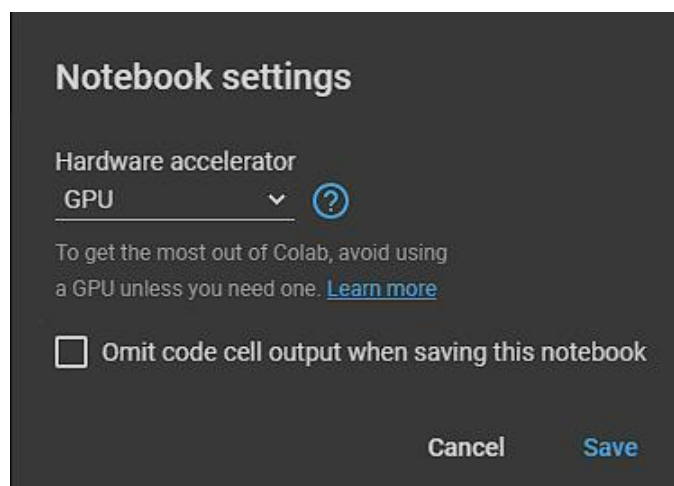 Notebook settings
Hardware accelerator
GPU
?
To get the most out of Colab, avoid using
a GPU unless you need one. Learn more
Omit code cell output when saving this notebook
Cancel Save